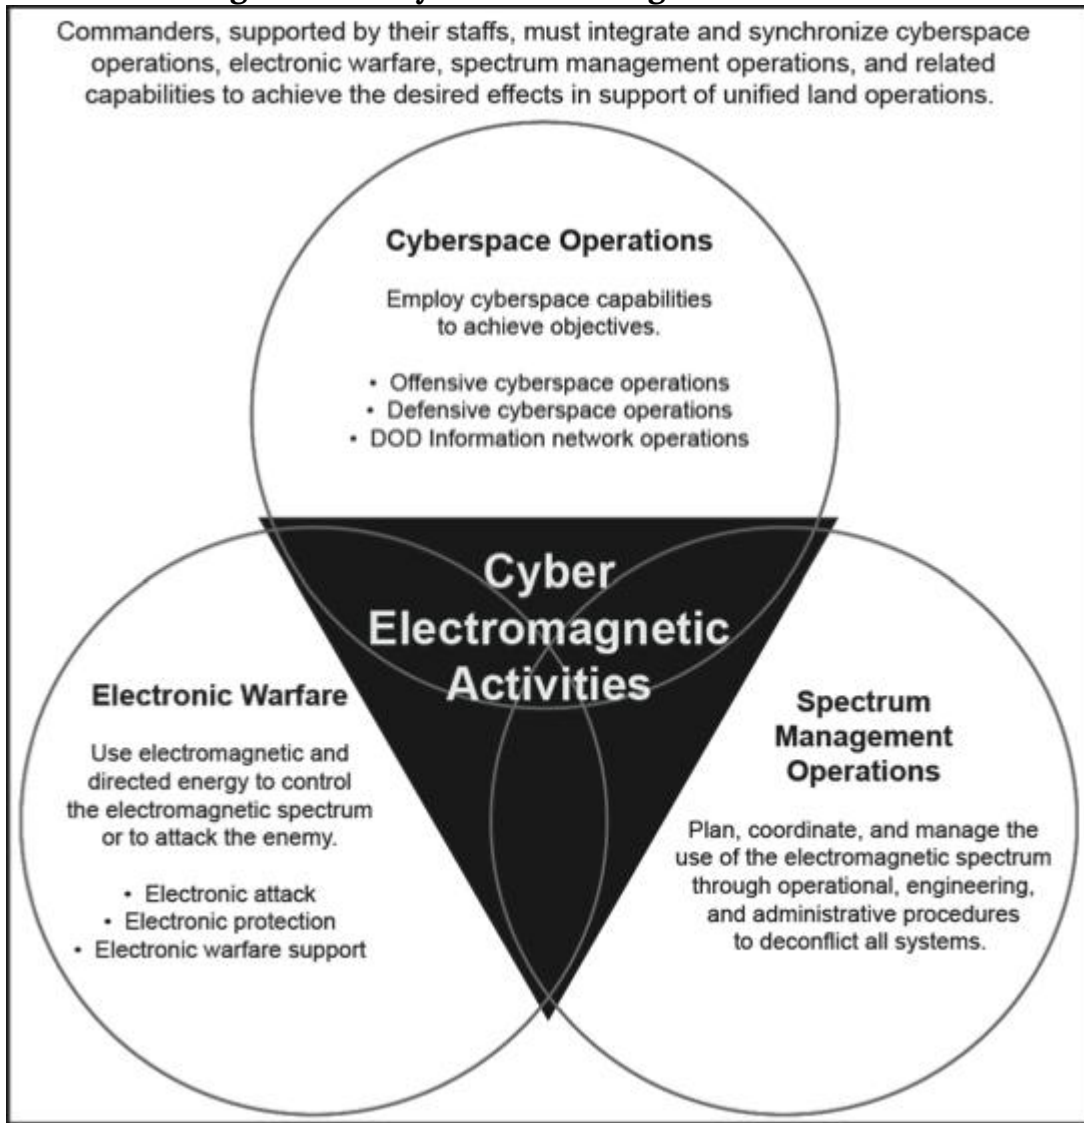 Commanders, supported by their staffs, must integrate and synchronize cyberspace
operations, electronic warfare, spectrum management operations, and related
capabilities to achieve the desired effects in support of unified land operations.
Cyberspace Operations
Employ cyberspace capabilities
to achieve objectives.
• Offensive cyberspace operations
• Defensive cyberspace operations
• DOD Information network operations
Cyber
Electromagnetic
Activities
Electronic Warfare
Use electromagnetic and
directed energy to control
the electromagnetic spectrum
or to attack the enemy.
• Electronic attack
• Electronic protection
• Electronic warfare support
Spectrum
Management
Operations
Plan, coordinate, and manage the
use of the electromagnetic spectrum
through operational, engineering,
and administrative procedures
to deconflict all systems.